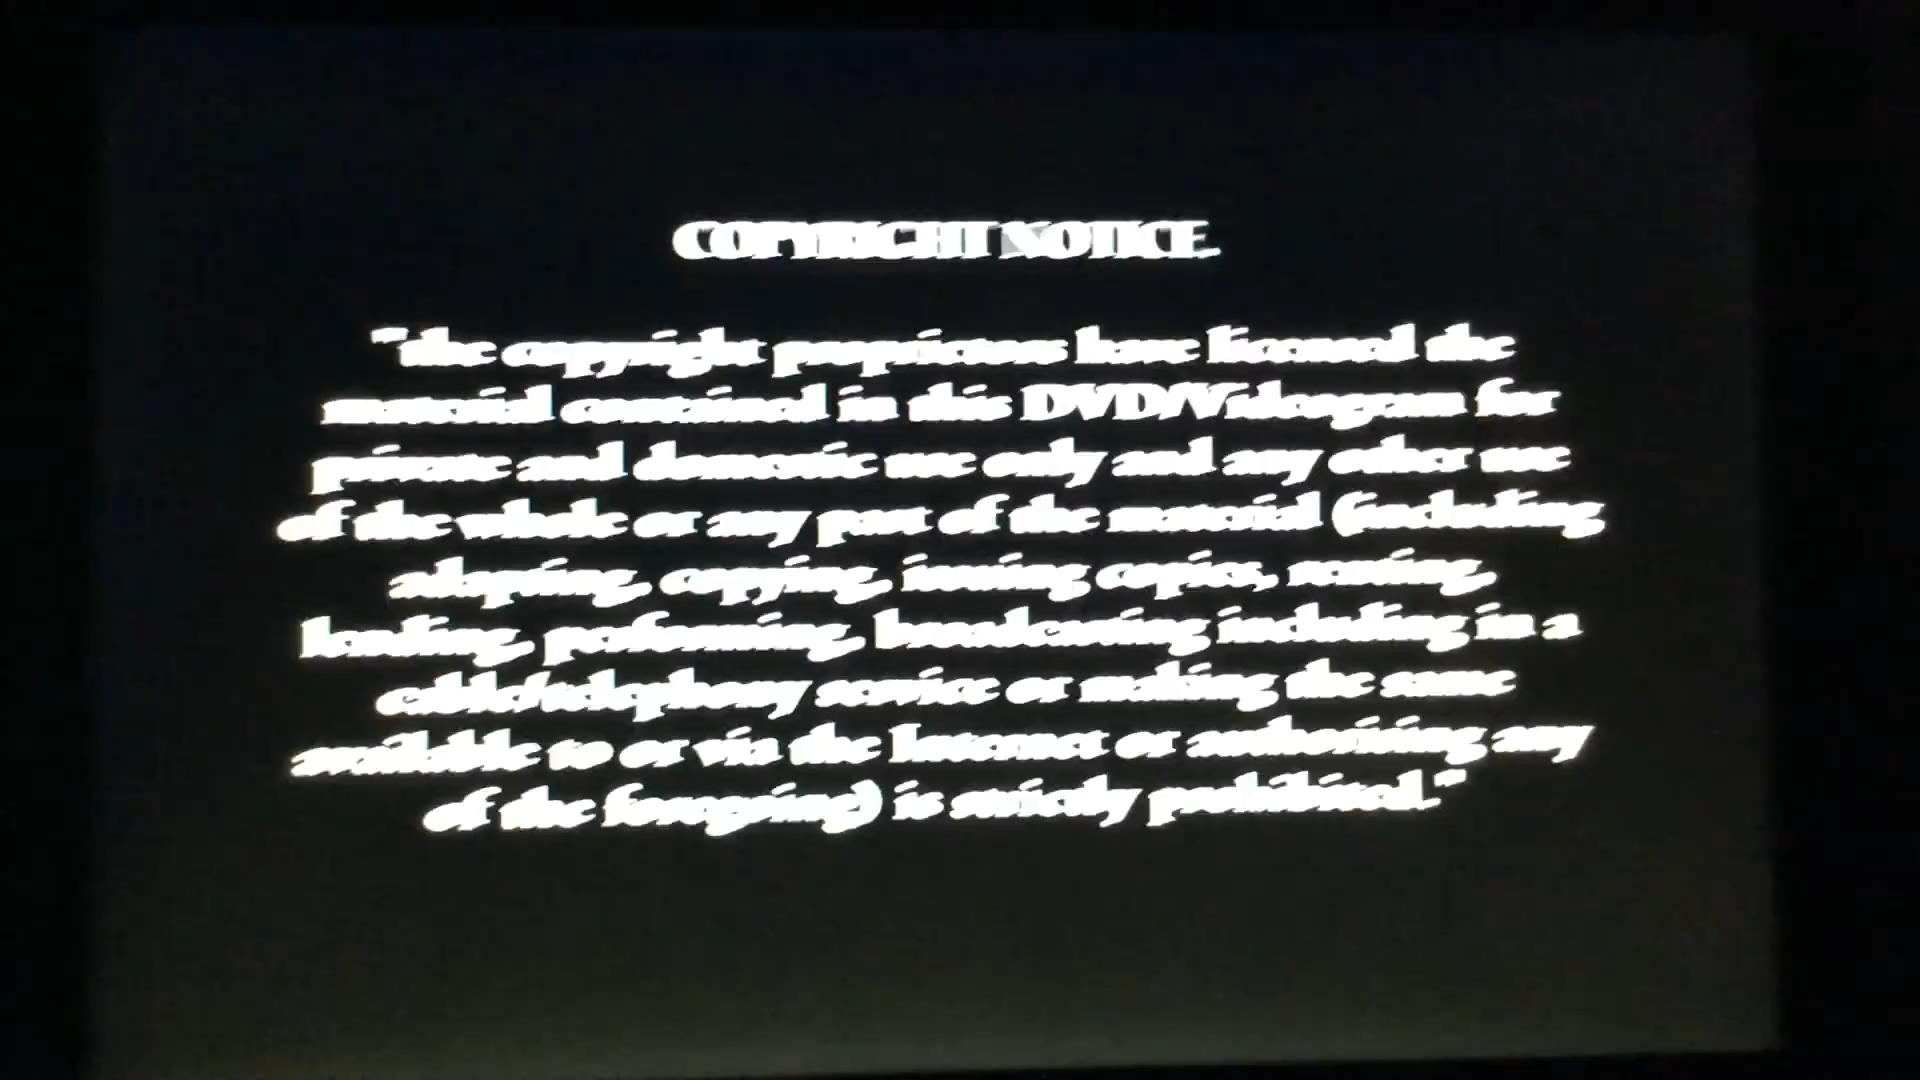 COPYRIGHT NOTICE.
"the copyright proprietors have licensed the
material contained in this DVD/Videogram for
private and domestic use only and any other use
of the whole or any part of the material (including
adapting, copying, issuing copies, renting,
lending, performing, broadcasting including in a
cable/telephony service or making the same
available to or via the Internet or authorising any
of the foregoing) is strictly prohibited."